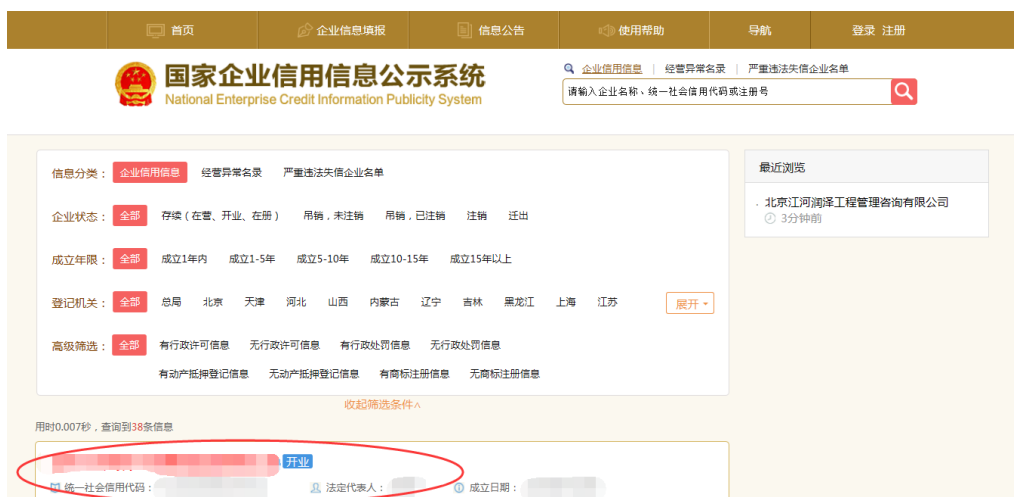 首页 企业信息填报 信息公告 使用帮助 导航 登录 注册
国家企业信用信息公示系统
National Enterprise Credit Information Publicity System
企业信用信息 | 经营异常名录 | 严重违法失信企业名单
请输入企业名称、统一社会信用代码或注册号
信息分类： 企业信用信息 经营异常名录 严重违法失信企业名单
企业状态： 全部 存续（在营、开业、在册） 吊销，未注销 吊销，已注销 注销 迁出
成立年限： 全部 成立1年内 成立1-5年 成立5-10年 成立10-15年 成立15年以上
登记机关： 全部 总局 北京 天津 河北 山西 内蒙古 辽宁 吉林 黑龙江 上海 江苏 展开
高级筛选： 全部 有行政许可信息 无行政许可信息 有行政处罚信息 无行政处罚信息
有动产抵押登记信息 无动产抵押登记信息 有商标注册信息 无商标注册信息
收起筛选条件
最近浏览
北京江河润泽工程管理咨询有限公司
3分钟前
用时0.007秒，查询到38条信息
开业
统一社会信用代码： 法定代表人： 成立日期：